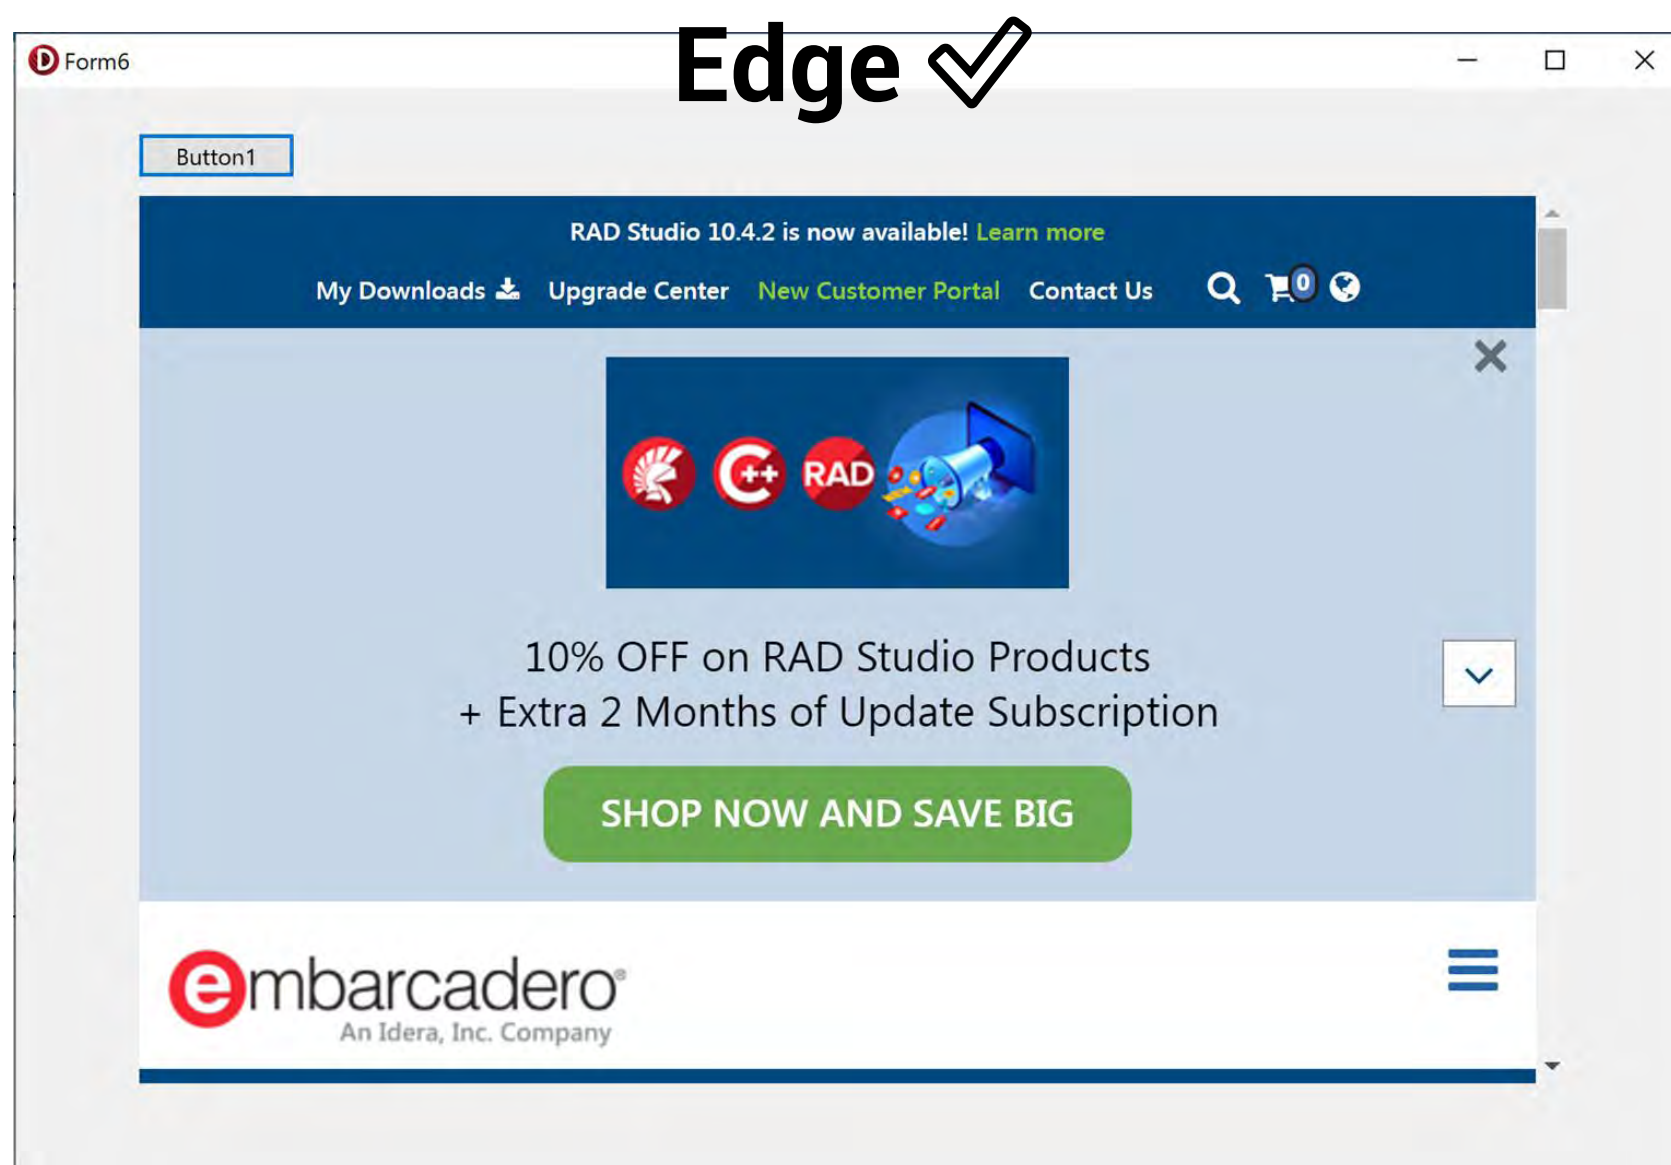 Edge
Form6
Button1
RAD Studio 10.4.2 is now available! Learn more
My Downloads Upgrade Center New Customer Portal Contact Us 0
C++ RAD
10% OFF on RAD Studio Products
+ Extra 2 Months of Update Subscription
SHOP NOW AND SAVE BIG
embarcadero®
An Idera, Inc. Company